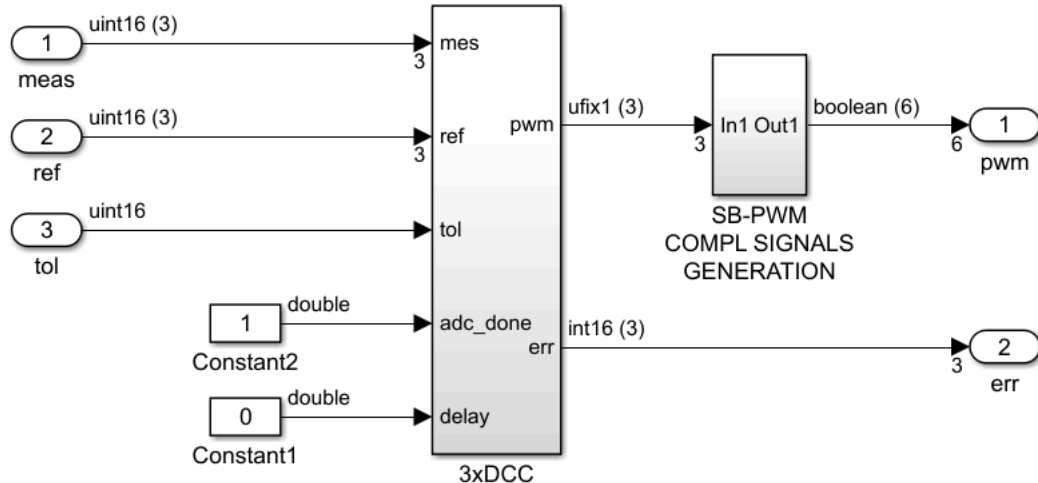 uint16 (3)
1
meas
3
mes
uint16 (3)
2
ref
3
ref
uint16
3
tol
tol
double
1
Constant2
adc_done
double
0
Constant1
delay
pwm
err
3xDCC
ufix1 (3)
3
In1 Out1
SB-PWM
COMPL SIGNALS
GENERATION
boolean (6)
6
1
pwm
int16 (3)
3
2
err